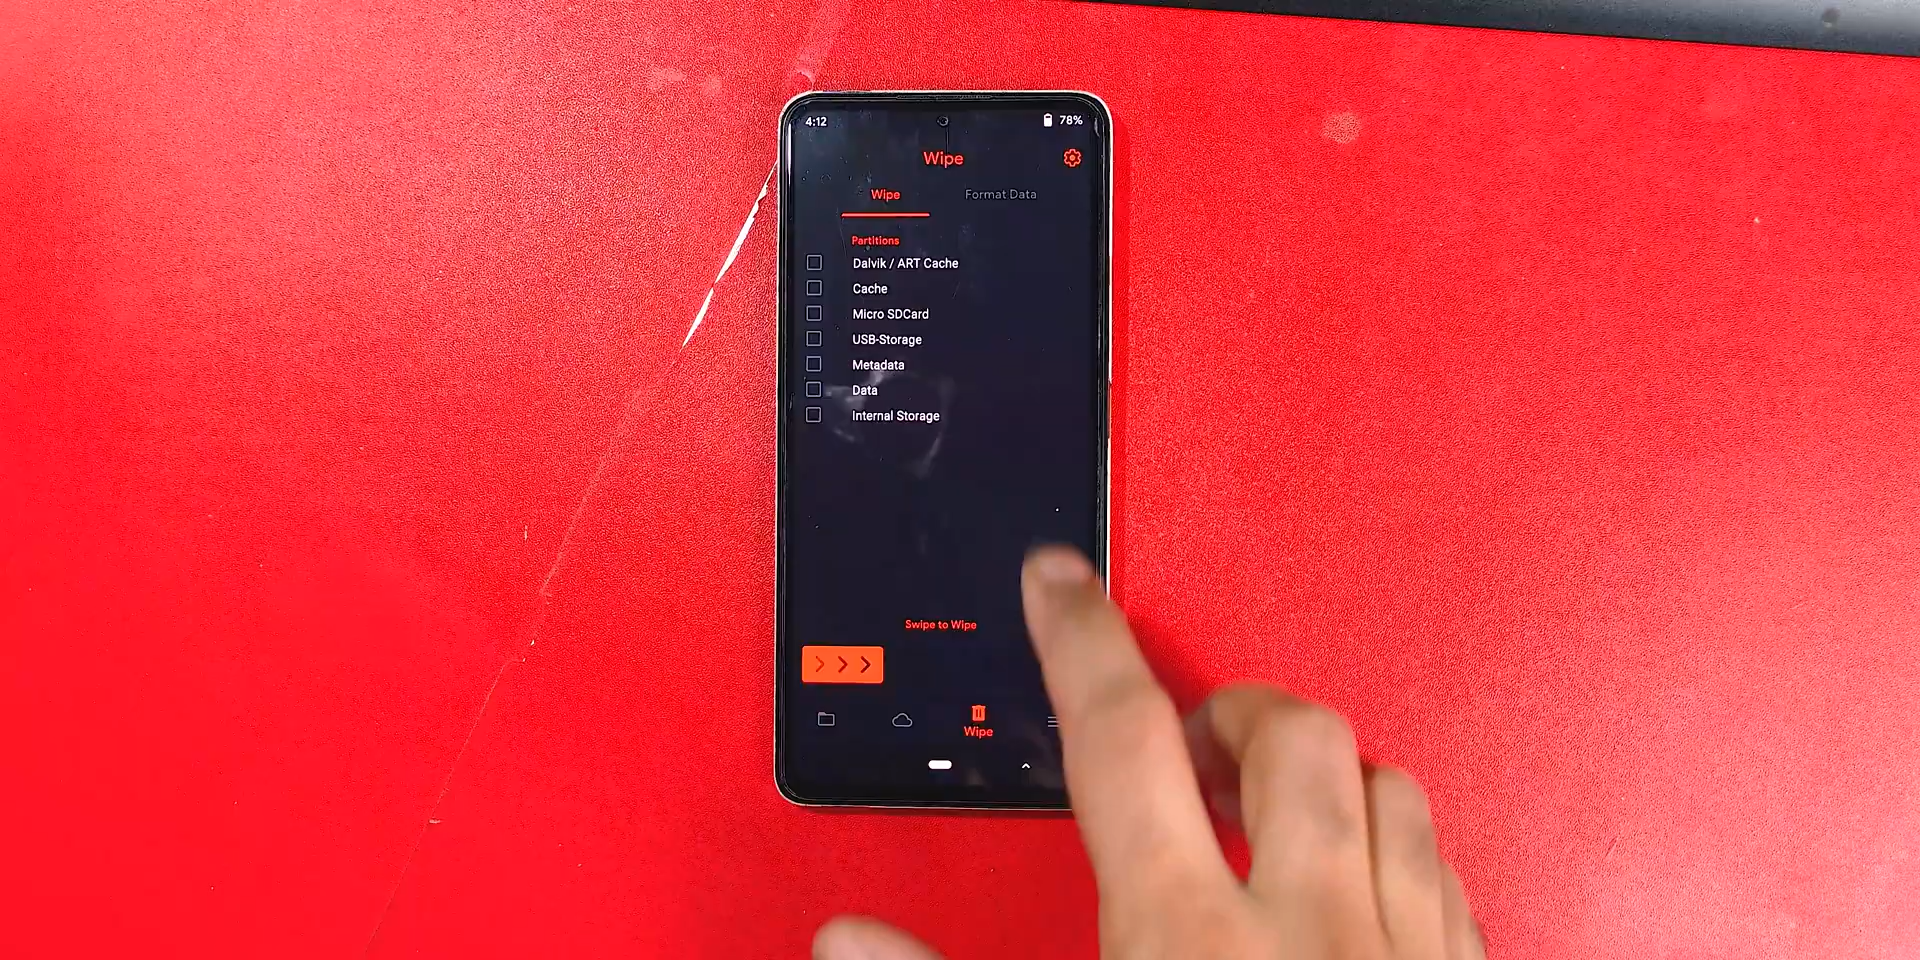 4:12 78%
Wipe
Wipe Format Data
Partitions
Dalvik / ART Cache
Cache
Micro SDCard
USB-Storage
Metadata
Data
Internal Storage
Swipe to Wipe
Wipe